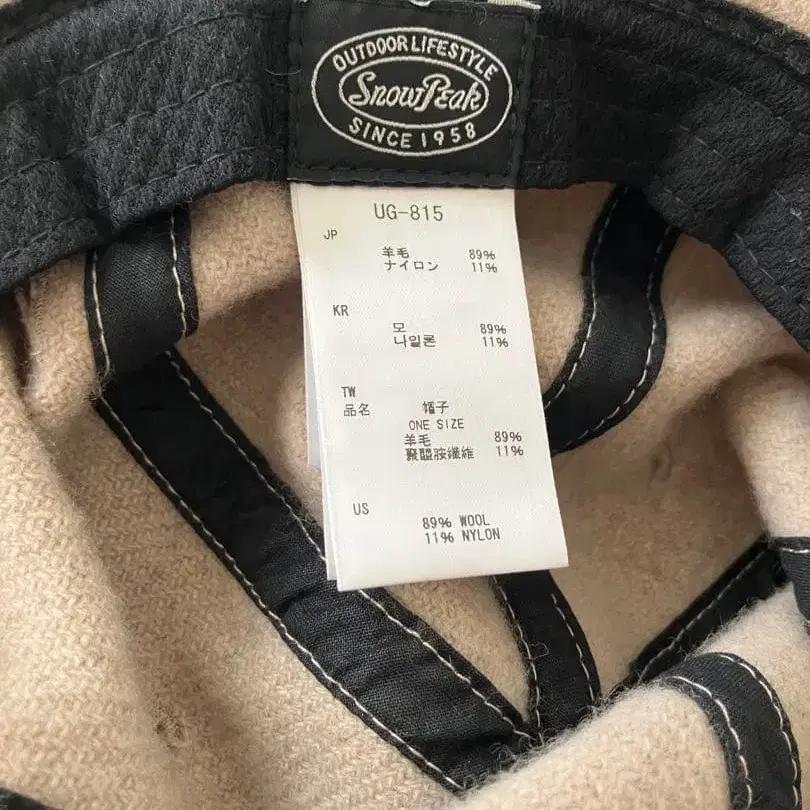 OUTDOOR LIFESTYLE
Snow Peak
SINCE 1958
UG-815
JP
羊毛 89%
ナイロン 11%
KR
모 89%
나일론 11%
TW
品名 帽子
ONE SIZE
羊毛 89%
聚醯胺纖維 11%
US
89% WOOL
11% NYLON